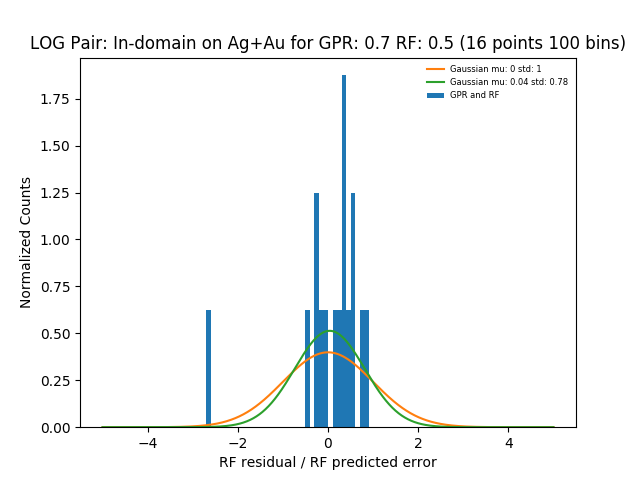 LOG Pair: In-domain on Ag+Au for GPR: 0.7 RF: 0.5 (16 points 100 bins)
Gaussian mu: 0 std: 1
Gaussian mu: 0.04 std: 0.78
GPR and RF
Normalized Counts
1.75
1.50
1.25
1.00
0.75
0.50
0.25
0.00
−4
−2
0
2
4
RF residual / RF predicted error